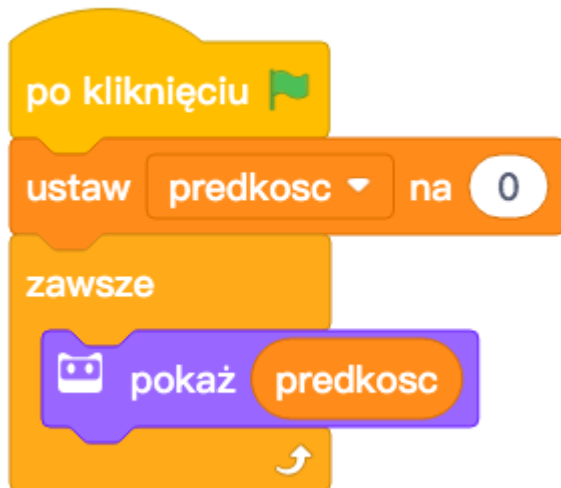 po kliknięciu
ustaw predkosc na 0
zawsze
pokaż predkosc